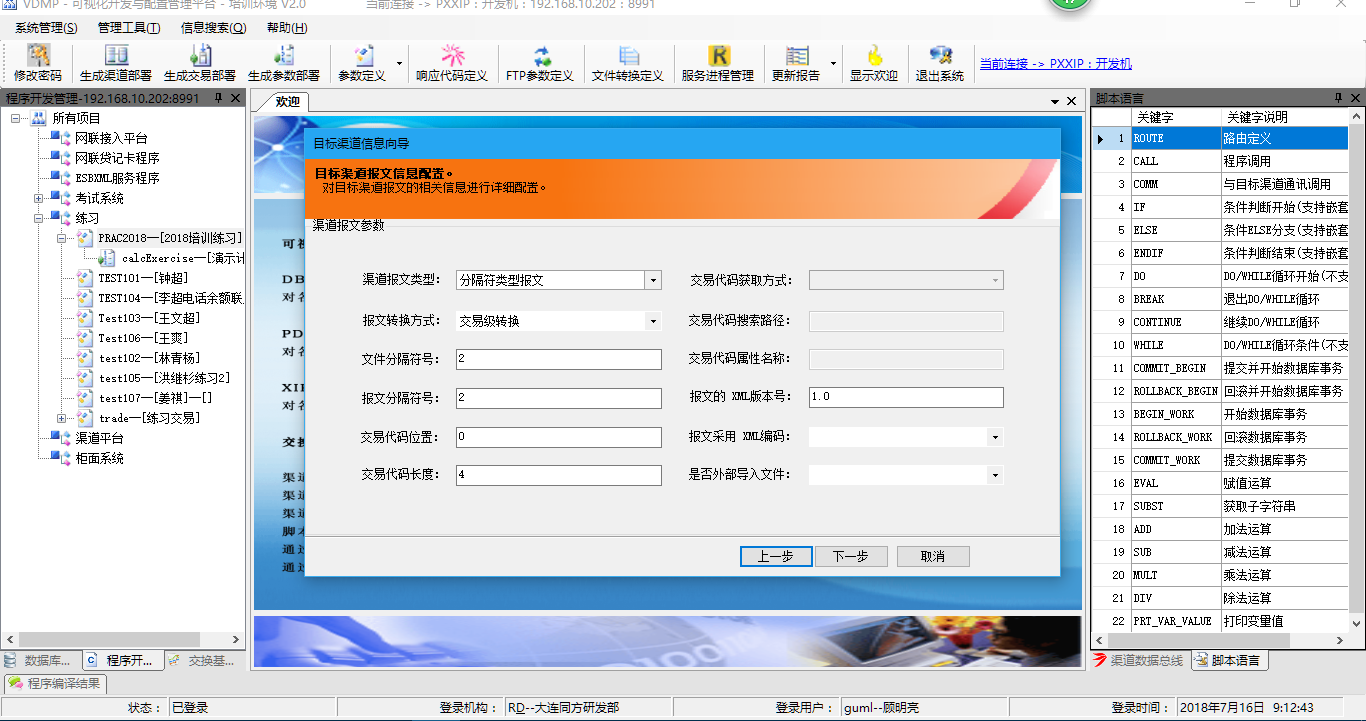 VDMP - 可视化开发与配置管理平台 - 培训环境 V2.0 当前连接 -> PXXIP：开发机：192.168.10.202：8991
系统管理(S) 管理工具(T) 信息搜索(Q) 帮助(H)
修改密码 生成渠道部署 生成交易部署 生成参数部署 参数定义 响应代码定义 FTP参数定义 文件转换定义 服务进程管理 更新报告 显示欢迎 退出系统 当前连接 -> PXXIP：开发机
程序开发管理-192.168.10.202:8991
所有项目
网联接入平台
网联贷记卡程序
ESBXML服务程序
考试系统
练习
PRAC2018—[2018培训练习]
calcExercise—[演示计
TEST101—[钟超]
TEST104—[李超电话余额联
Test103—[王文超]
Test106—[王爽]
test102—[林青杨]
test105—[洪继杉练习2]
test107—[姜祺]—[]
trade—[练习交易]
渠道平台
柜面系统
数据库... 程序开... 交换基...
欢迎
可视
DB
对名
PD
对名
XII
对名
交换
渠道
渠道
渠道
脚本
通过
通过
目标渠道信息向导
目标渠道报文信息配置。
对目标渠道报文的相关信息进行详细配置。
渠道报文参数
渠道报文类型： 分隔符类型报文 交易代码获取方式：
报文转换方式： 交易级转换 交易代码搜索路径：
文件分隔符号： 2 交易代码属性名称：
报文分隔符号： 2 报文的 XML版本号： 1.0
交易代码位置： 0 报文采用 XML编码：
交易代码长度： 4 是否外部导入文件：
上一步 下一步 取消
脚本语言
关键字 关键字说明
1 ROUTE 路由定义
2 CALL 程序调用
3 COMM 与目标渠道通讯调用
4 IF 条件判断开始(支持嵌套
5 ELSE 条件ELSE分支(支持嵌套
6 ENDIF 条件判断结束(支持嵌套
7 DO DO/WHILE循环开始(不支
8 BREAK 退出DO/WHILE循环
9 CONTINUE 继续DO/WHILE循环
10 WHILE DO/WHILE循环条件(不支
11 COMMIT_BEGIN 提交并开始数据库事务
12 ROLLBACK_BEGIN 回滚并开始数据库事务
13 BEGIN_WORK 开始数据库事务
14 ROLLBACK_WORK 回滚数据库事务
15 COMMIT_WORK 提交数据库事务
16 EVAL 赋值运算
17 SUBST 获取子字符串
18 ADD 加法运算
19 SUB 减法运算
20 MULT 乘法运算
21 DIV 除法运算
22 PRT_VAR_VALUE 打印变量值
渠道数据总线 脚本语言
程序编译结果
状态： 已登录 登录机构： RD--大连同方研发部 登录用户： guml--顾明亮 登录时间： 2018年7月16日 9:12:43